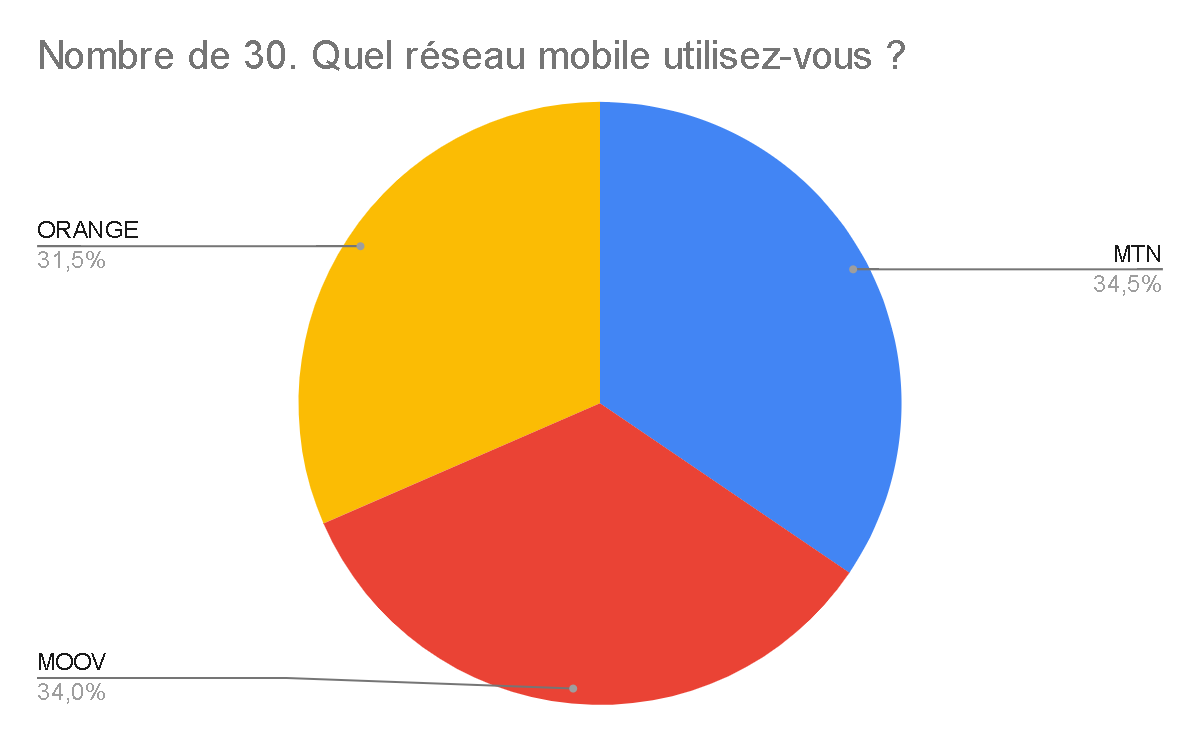 Nombre de 30. Quel réseau mobile utilisez-vous ?
ORANGE
31,5%
MTN
34,5%
MOOV
34,0%